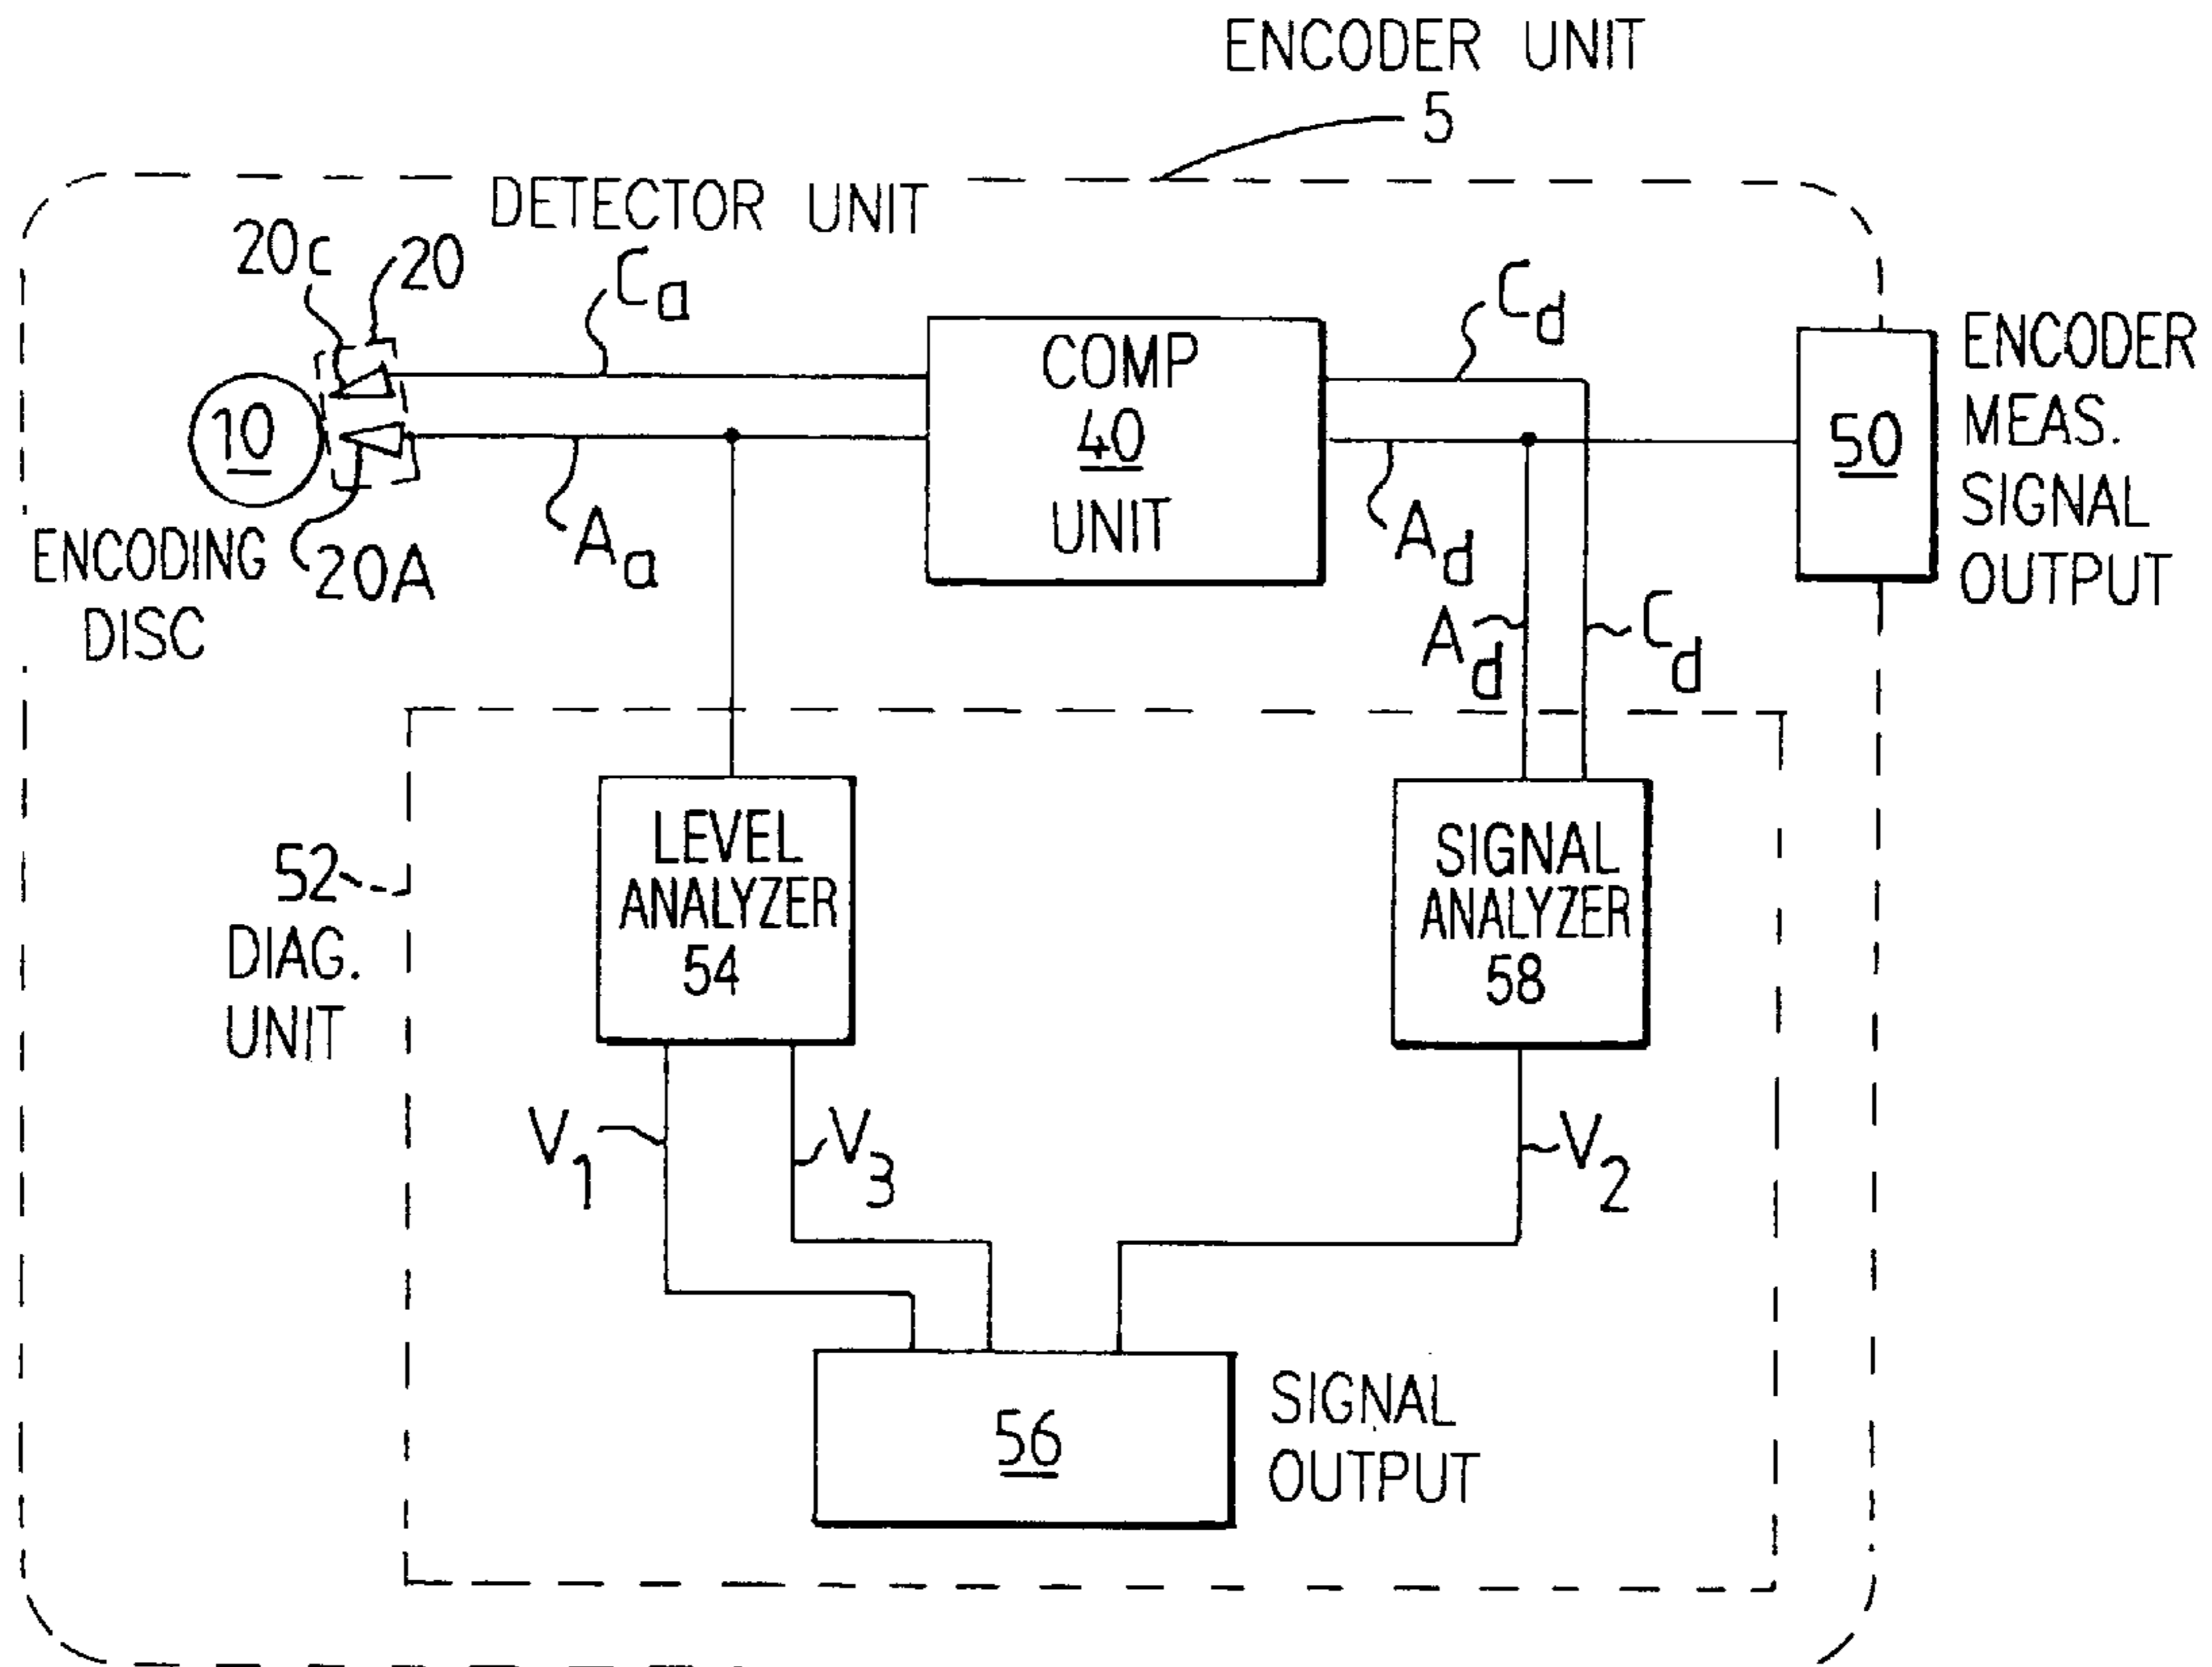 ENCODER UNIT
5
DETECTOR UNIT
20c
20
Ca
Cd
COMP
40
UNIT
ENCODER
MEAS.
SIGNAL
OUTPUT
50
10
Aa
Ad
20A
ENCODING
DISC
Ad
Cd
LEVEL
ANALYZER
54
SIGNAL
ANALYZER
58
52
DIAG.
UNIT
V1
V3
V2
56
SIGNAL
OUTPUT